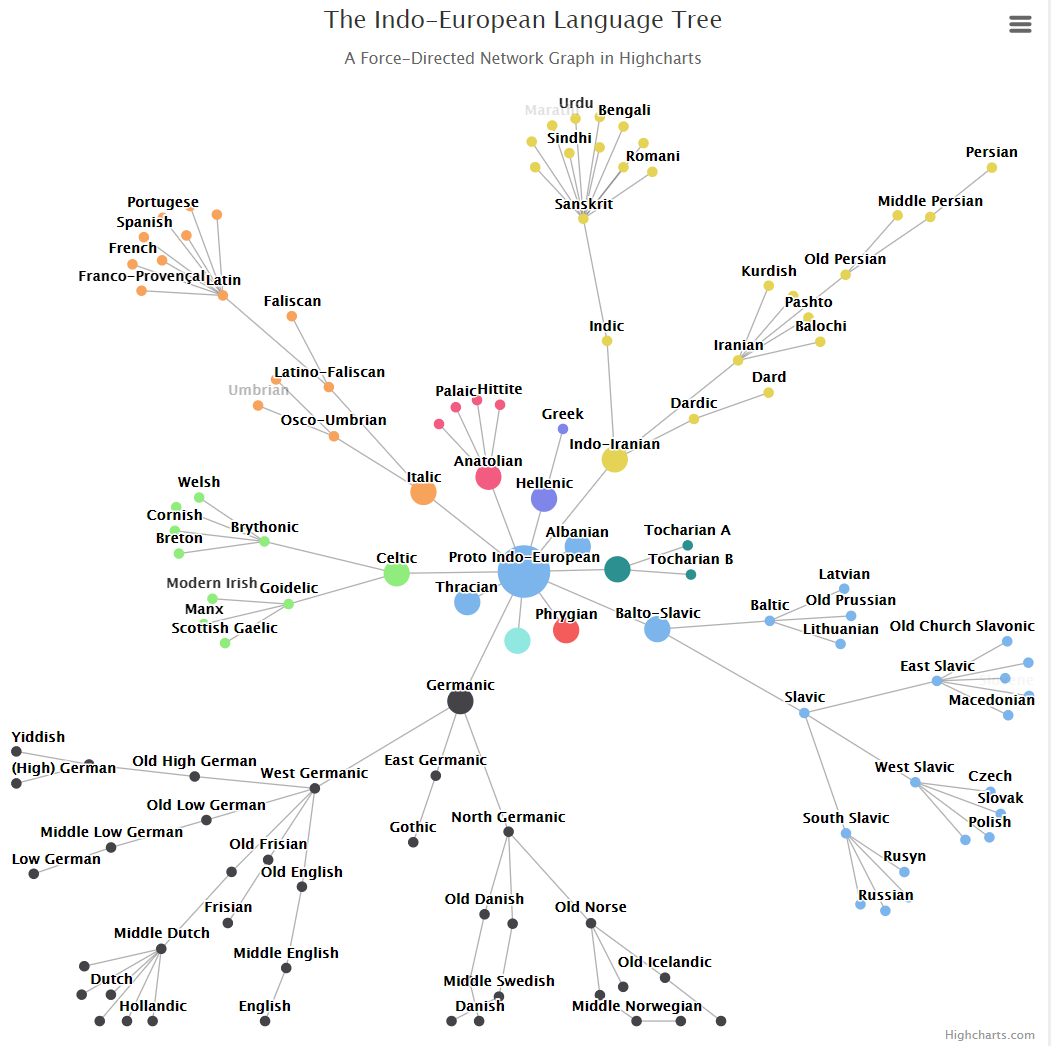 The Indo-European Language Tree
A Force-Directed Network Graph in Highcharts
Marathi
Urdu
Bengali
Sindhi
Romani
Persian
Sanskrit
Portugese
Middle Persian
Spanish
French
Old Persian
Franco-Provençal
Latin
Kurdish
Faliscan
Pashto
Indic
Balochi
Iranian
Latino-Faliscan
Dard
Umbrian
Palaic
Hittite
Dardic
Osco-Umbrian
Greek
Indo-Iranian
Anatolian
Italic
Hellenic
Welsh
Cornish
Brythonic
Albanian
Tocharian A
Breton
Celtic
Proto Indo-European
Tocharian B
Modern Irish
Goidelic
Thracian
Latvian
Manx
Phrygian
Balto-Slavic
Baltic
Old Prussian
Scottish Gaelic
Lithuanian
Old Church Slavonic
East Slavic
Germanic
Slavic
Macedonian
Yiddish
(High) German
Old High German
West Germanic
East Germanic
West Slavic
Czech
Old Low German
Slovak
Middle Low German
Gothic
North Germanic
South Slavic
Polish
Low German
Old Frisian
Old English
Rusyn
Frisian
Old Danish
Old Norse
Russian
Middle Dutch
Middle English
Old Icelandic
Dutch
Middle Swedish
Hollandic
English
Danish
Middle Norwegian
Highcharts.com